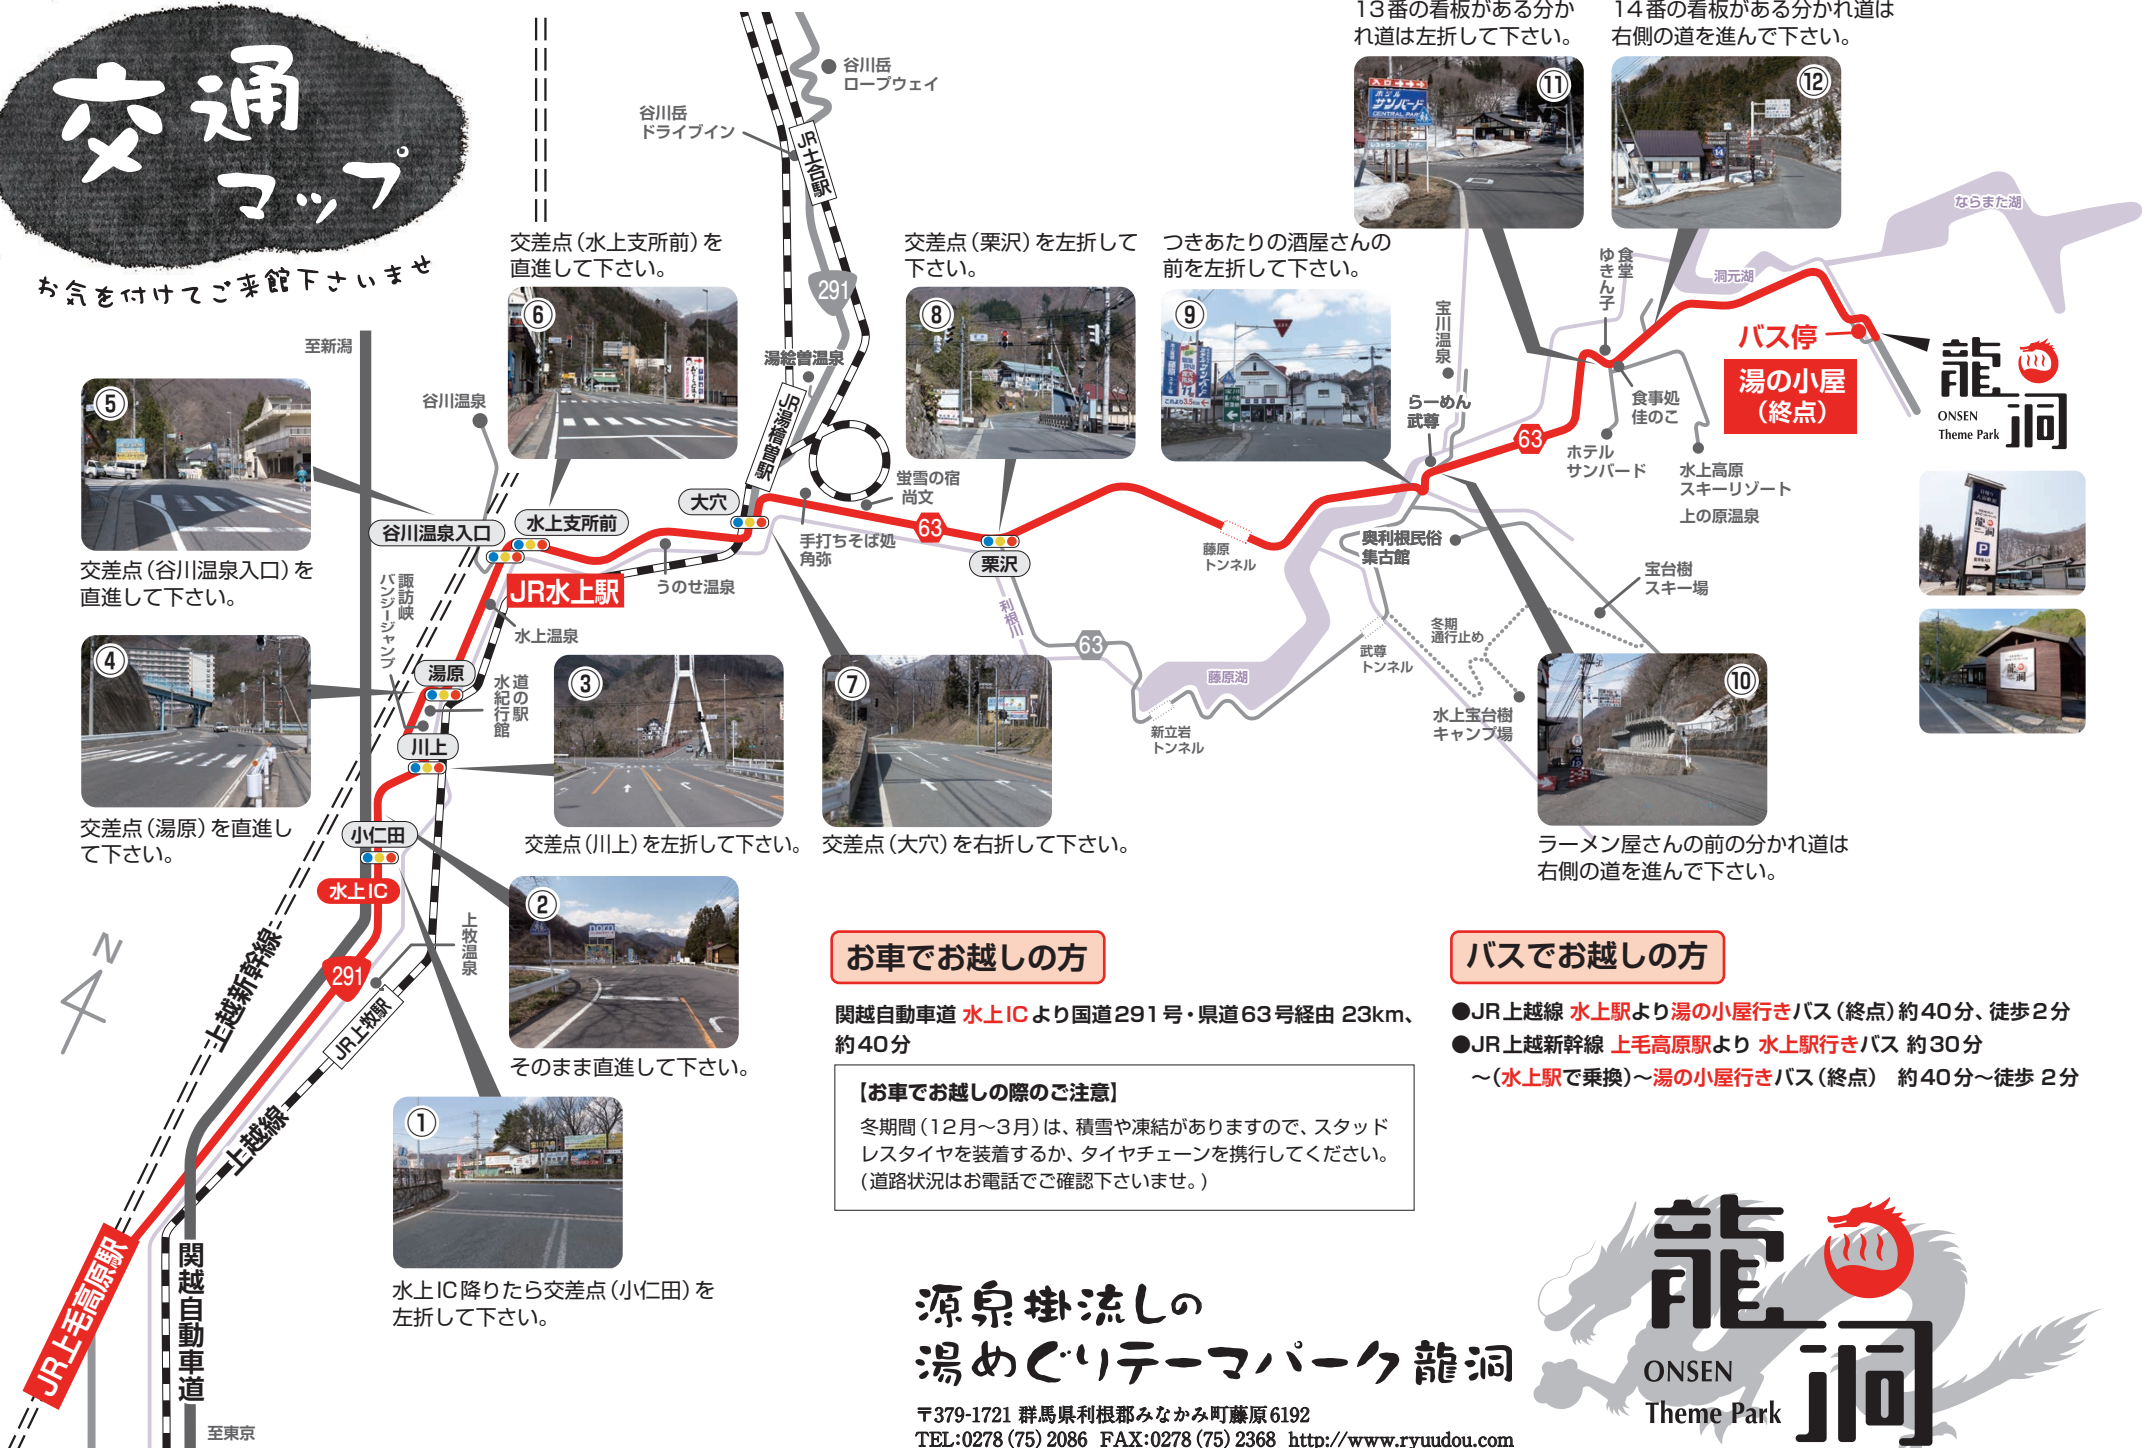 交通
マップ
お気を付けてご来館下さいませ
13番の看板がある分か
れ道は左折して下さい。
⑪
14番の看板がある分かれ道は
右側の道を進んで下さい。
⑫
谷川岳
ロープウェイ
谷川岳
ドライブイン
JR土合駅
291
湯絵曽温泉
JR湯檜曽駅
交差点（水上支所前）を
直進して下さい。
⑥
交差点（栗沢）を左折して
下さい。
⑧
つきあたりの酒屋さんの
前を左折して下さい。
⑨
ならまた湖
洞元湖
食堂
ゆきん子
宝川温泉
バス停
湯の小屋
（終点）
龍洞
ONSEN
Theme Park
食事処
佳のこ
らーめん
武尊
63
ホテル
サンバード
水上高原
スキーリゾート
上の原温泉
至新潟
⑤
谷川温泉
交差点（谷川温泉入口）を
直進して下さい。
谷川温泉入口
水上支所前
大穴
蛍雪の宿
尚文
63
手打ちそば処
角弥
栗沢
藤原
トンネル
奥利根民俗
集古館
宝台樹
スキー場
JR水上駅
うのせ温泉
諏訪峡
バンジージャンプ
水上温泉
利根川
63
冬期
通行止め
武尊
トンネル
藤原湖
新立岩
トンネル
水上宝台樹
キャンプ場
④
湯原
道の駅
水紀行館
川上
③
⑦
⑩
交差点（湯原）を直進し
て下さい。
交差点（川上）を左折して下さい。
交差点（大穴）を右折して下さい。
ラーメン屋さんの前の分かれ道は
右側の道を進んで下さい。
小仁田
水上IC
②
上牧温泉
N
上越新幹線
291
JR上牧駅
そのまま直進して下さい。
上越線
①
水上IC降りたら交差点（小仁田）を
左折して下さい。
JR上毛高原駅
関越自動車道
至東京
お車でお越しの方
関越自動車道 水上ICより国道291号・県道63号経由 23km、
約40分
【お車でお越しの際のご注意】
冬期間（12月～3月）は、積雪や凍結がありますので、スタッド
レスタイヤを装着するか、タイヤチェーンを携行してください。
（道路状況はお電話でご確認下さいませ。）
バスでお越しの方
●JR上越線 水上駅より湯の小屋行きバス（終点）約40分、徒歩2分
●JR上越新幹線 上毛高原駅より 水上駅行きバス 約30分
～（水上駅で乗換）～湯の小屋行きバス（終点） 約40分～徒歩 2分
源泉掛流しの
湯めぐりテーマパーク龍洞
〒379-1721 群馬県利根郡みなかみ町藤原6192
TEL:0278（75）2086 FAX:0278（75）2368 http://www.ryuudou.com
龍洞
ONSEN
Theme Park